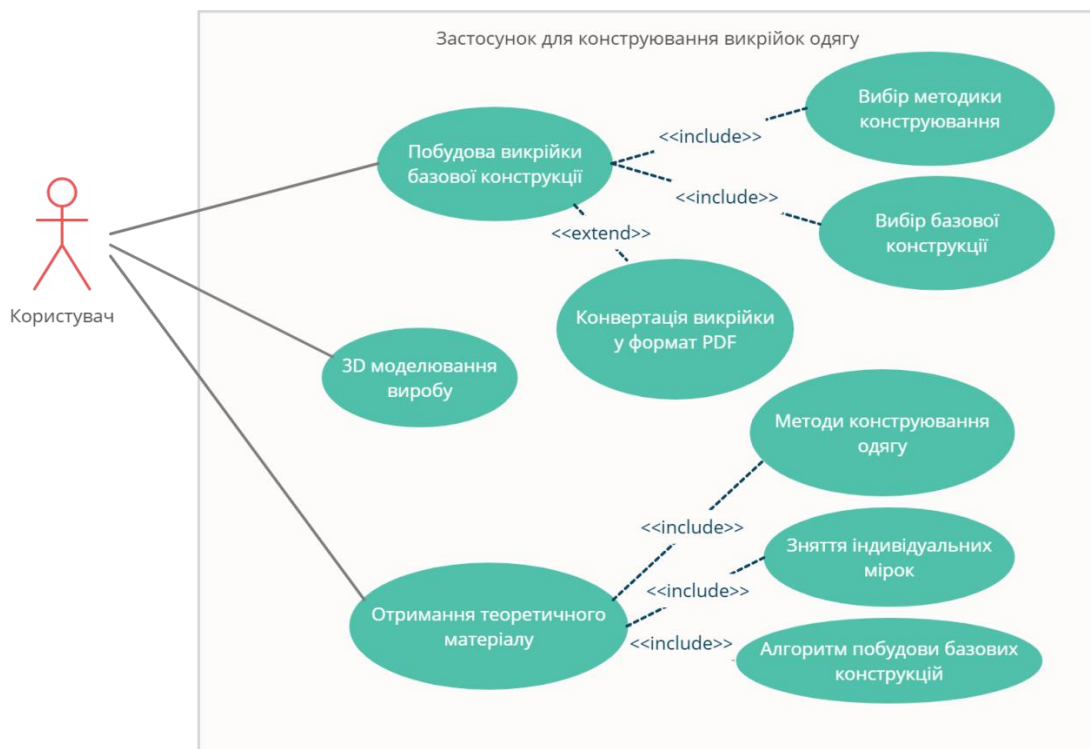 Застосунок для конструювання викрійок одягу
Вибір методики
конструювання
<<include>>
Побудова викрійки
базової конструкції
<<include>>
Вибір базової
конструкції
<<extend>>
Користувач
Конвертація викрійки
у формат PDF
3D моделювання
виробу
Методи конструювання
одягу
<<include>>
Зняття індивідуальних
мірок
<<include>>
Отримання теоретичного
матеріалу
<<include>>
Алгоритм побудови базових
конструкцій